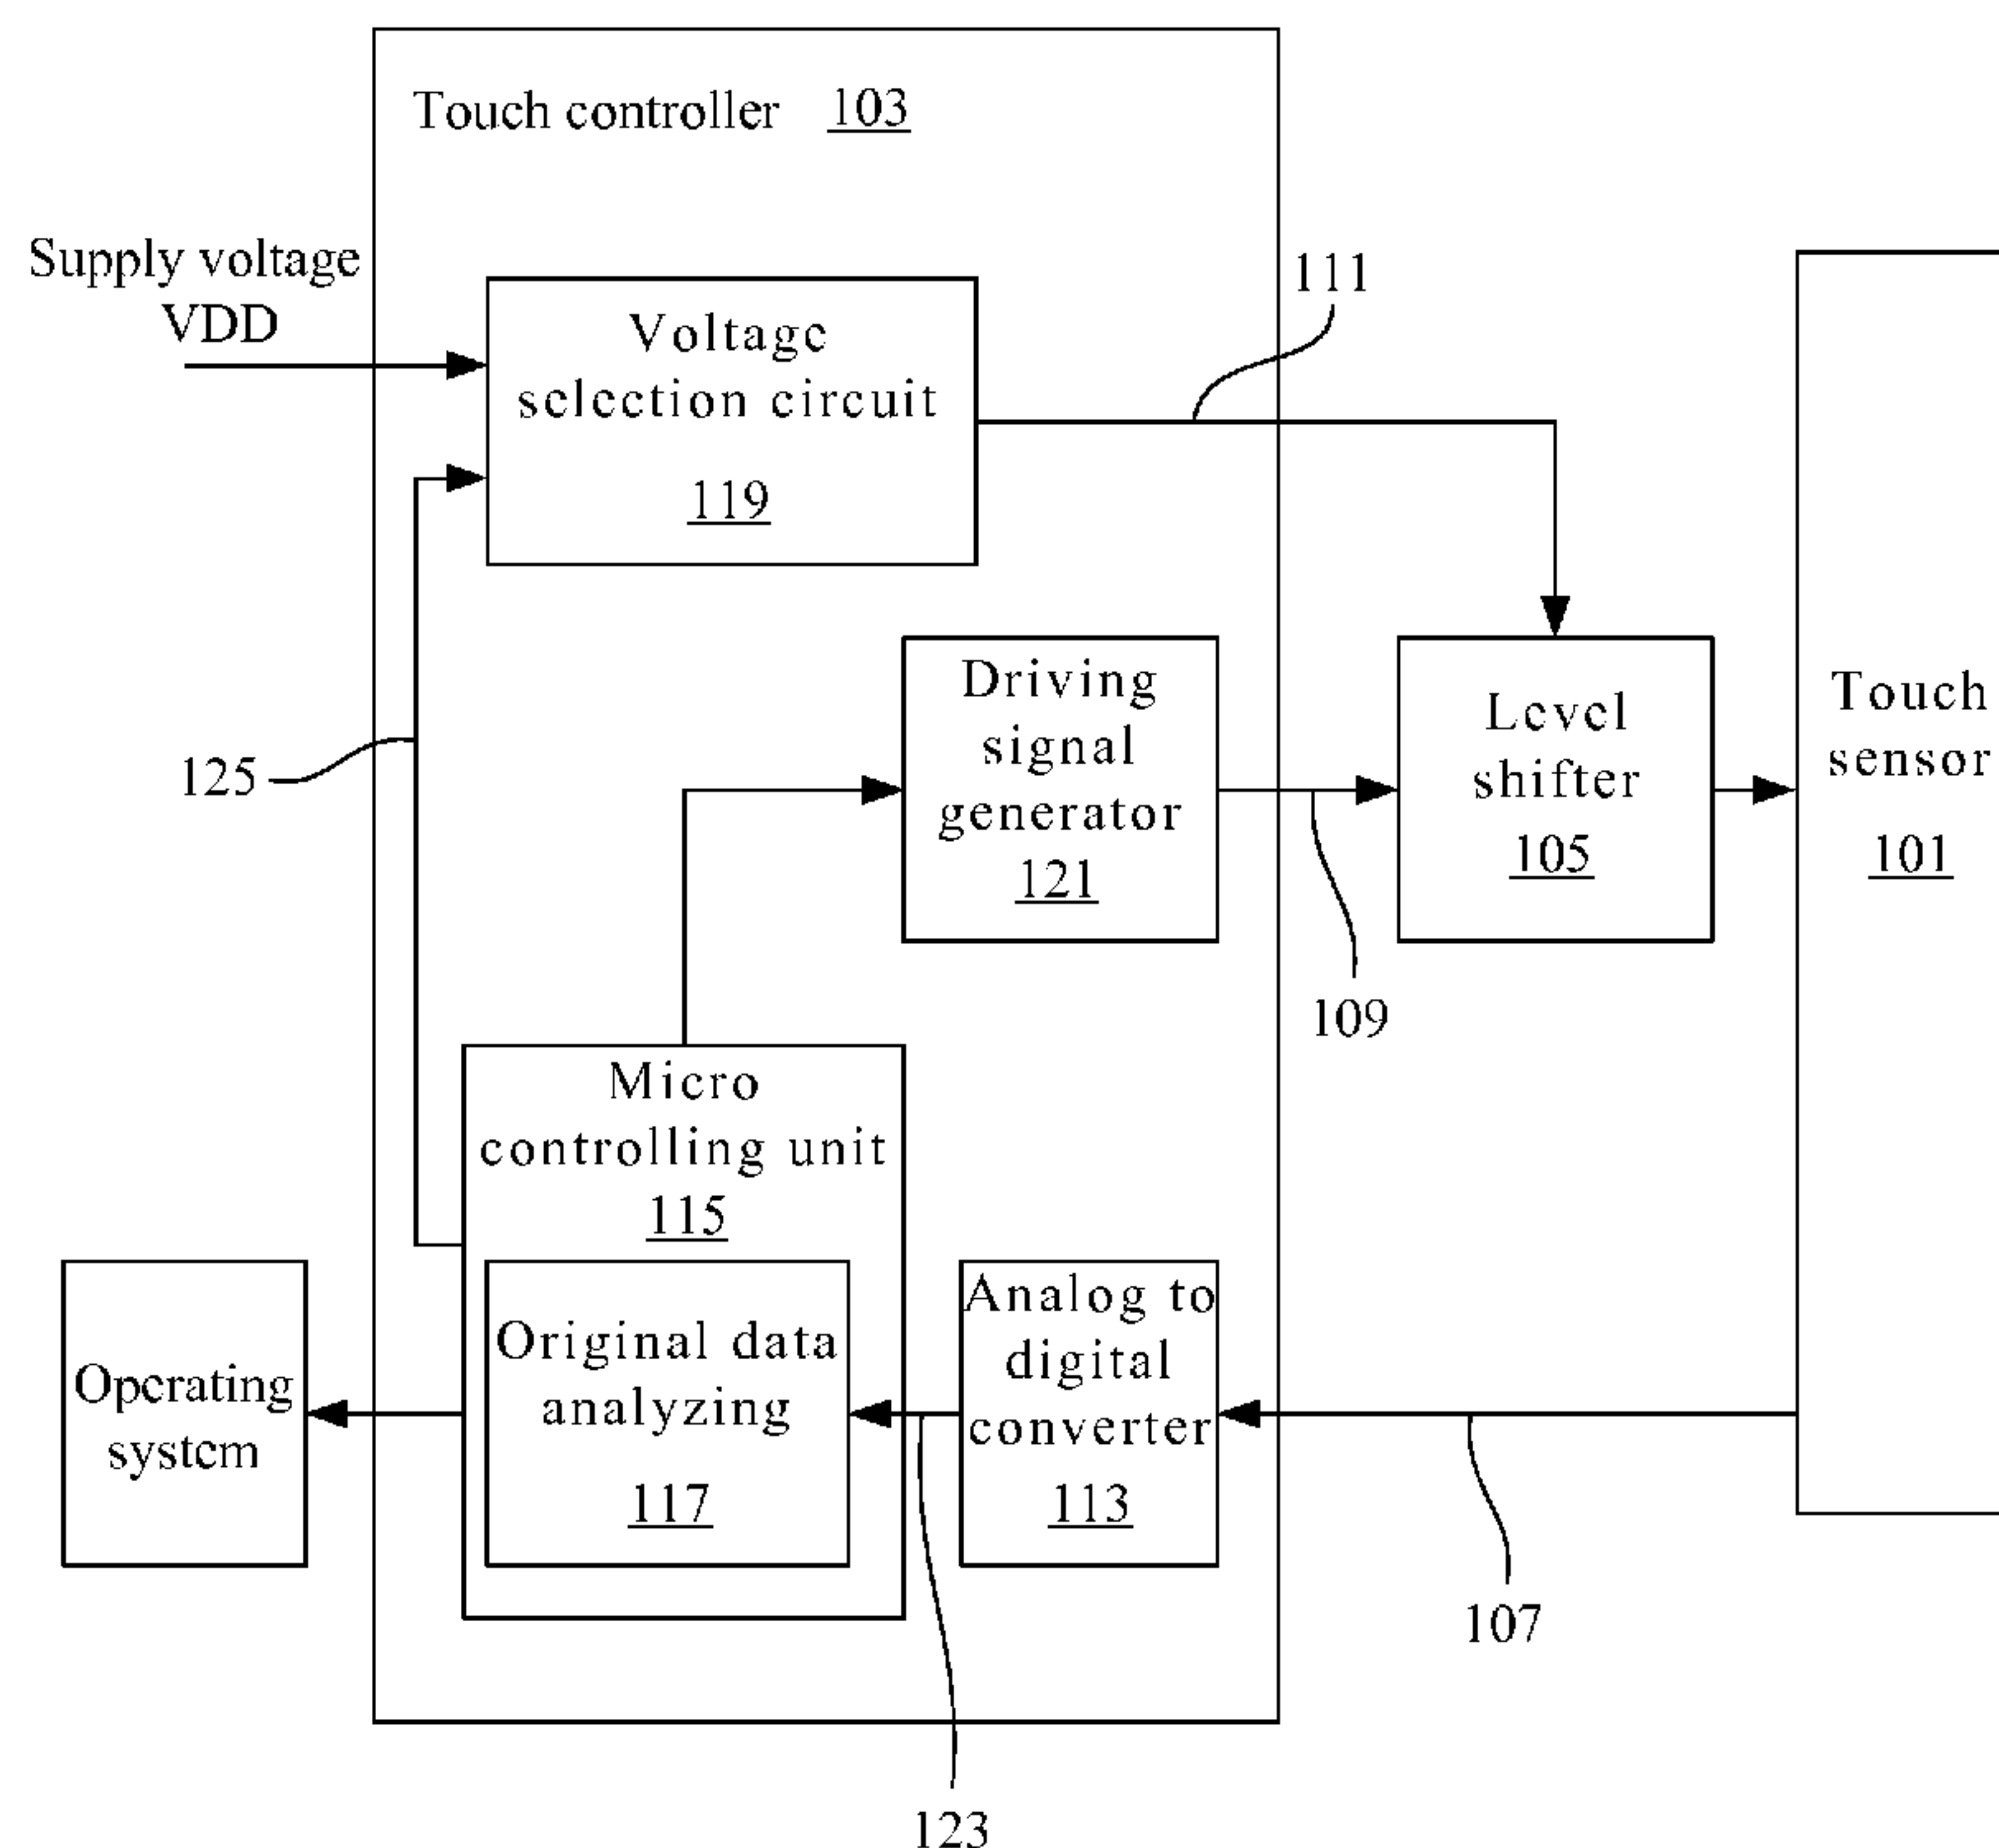 Touch controller 103
Supply voltage
VDD
111
Voltage
selection circuit
119
Driving
signal
generator
121
Level
shifter
105
Touch
sensor
101
125
109
Micro
controlling unit
115
Original data
analyzing
117
Analog to
digital
converter
113
Operating
system
107
123